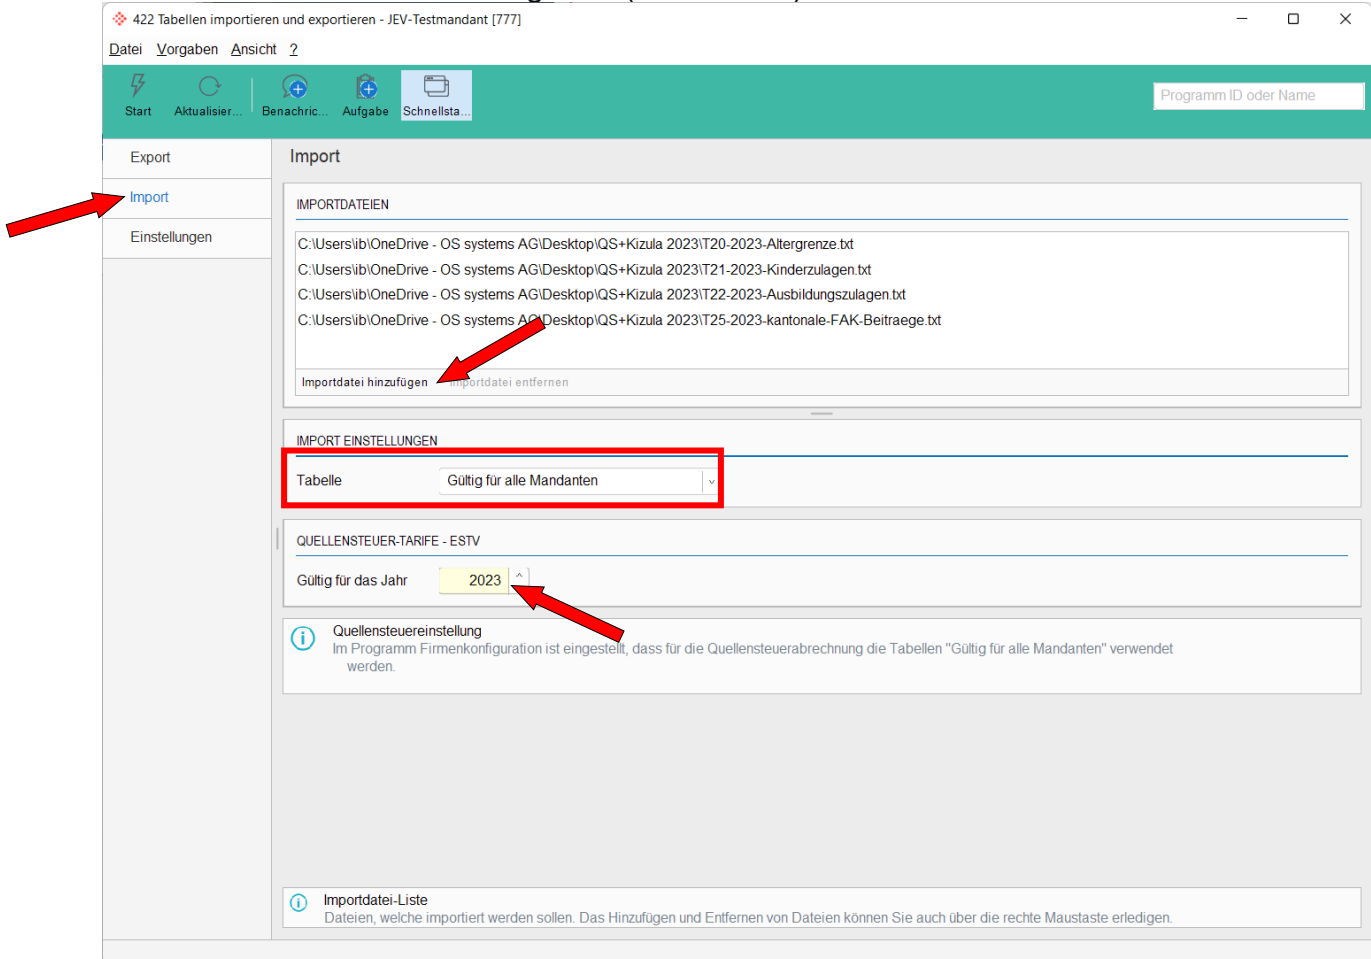 422 Tabellen importieren und exportieren - JEV-Testmandant [777]
Datei Vorgaben Ansicht ?
Start Aktualisier... Benachric... Aufgabe Schnellsta... Programm ID oder Name
Export
Import
Einstellungen
Import
IMPORTDATEIEN
C:\Users\ib\OneDrive - OS systems AG\Desktop\QS+Kizula 2023\T20-2023-Altergrenze.txt
C:\Users\ib\OneDrive - OS systems AG\Desktop\QS+Kizula 2023\T21-2023-Kinderzulagen.txt
C:\Users\ib\OneDrive - OS systems AG\Desktop\QS+Kizula 2023\T22-2023-Ausbildungszulagen.txt
C:\Users\ib\OneDrive - OS systems AG\Desktop\QS+Kizula 2023\T25-2023-kantonale-FAK-Beitraege.txt
Importdatei hinzufügen Importdatei entfernen
IMPORT EINSTELLUNGEN
Tabelle Gültig für alle Mandanten
QUELLENSTEUER-TARIFE - ESTV
Gültig für das Jahr 2023
Quellensteuereinstellung
Im Programm Firmenkonfiguration ist eingestellt, dass für die Quellensteuerabrechnung die Tabellen "Gültig für alle Mandanten" verwendet
werden.
Importdatei-Liste
Dateien, welche importiert werden sollen. Das Hinzufügen und Entfernen von Dateien können Sie auch über die rechte Maustaste erledigen.